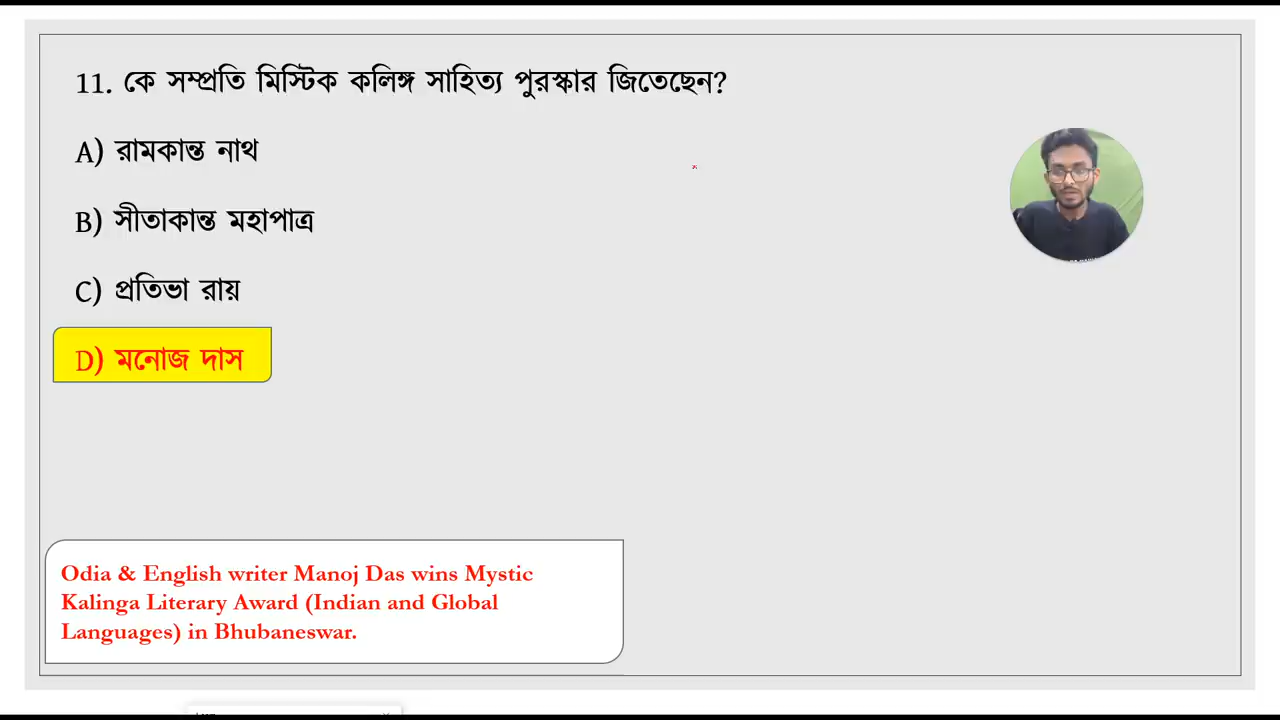 11. কে সম্প্রতি মিস্টিক কলিঙ্গ সাহিত্য পুরস্কার জিতেছেন?
A) রামকান্ত নাথ
B) সীতাকান্ত মহাপাত্র
C) প্রতিভা রায়
D) মনোজ দাস
Odia & English writer Manoj Das wins Mystic
Kalinga Literary Award (Indian and Global
Languages) in Bhubaneswar.